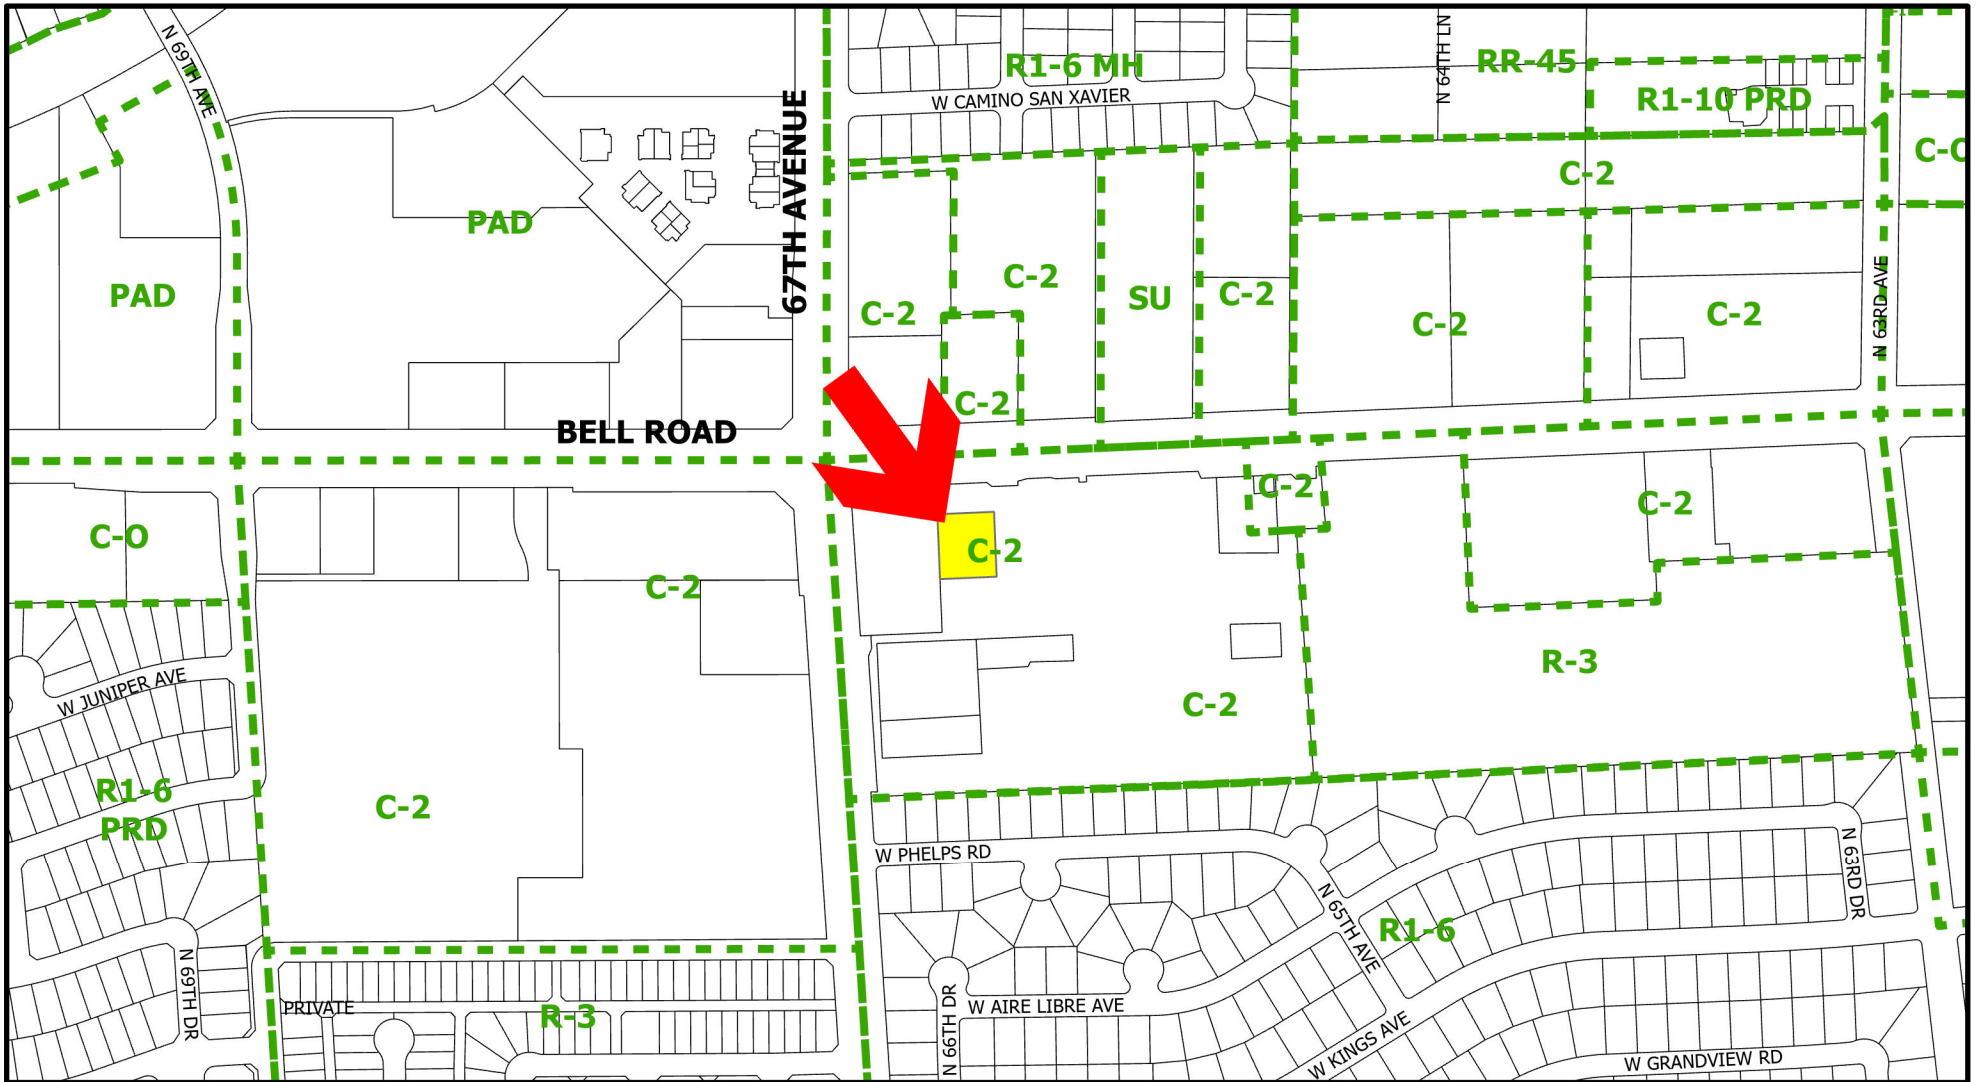 N 69TH AVE
R1-6 MH
N 64TH LN
RR-45
W CAMINO SAN XAVIER
R1-10 PRD
67TH AVENUE
C-2
PAD
C-2
SU
C-2
C-2
PAD
C-2
C-2
C-2
N 63RD AVE
C-2
BELL ROAD
C-2
C-2
C-O
C-2
C-2
R-3
W JUNIPER AVE
C-2
R1-6
PRD
C-2
W PHELPS RD
N 63RD DR
N 65TH AVE
R1-6
N 69TH DR
PRIVATE
R-3
N 66TH DR
W AIRE LIBRE AVE
W KINGS AVE
W GRANDVIEW RD